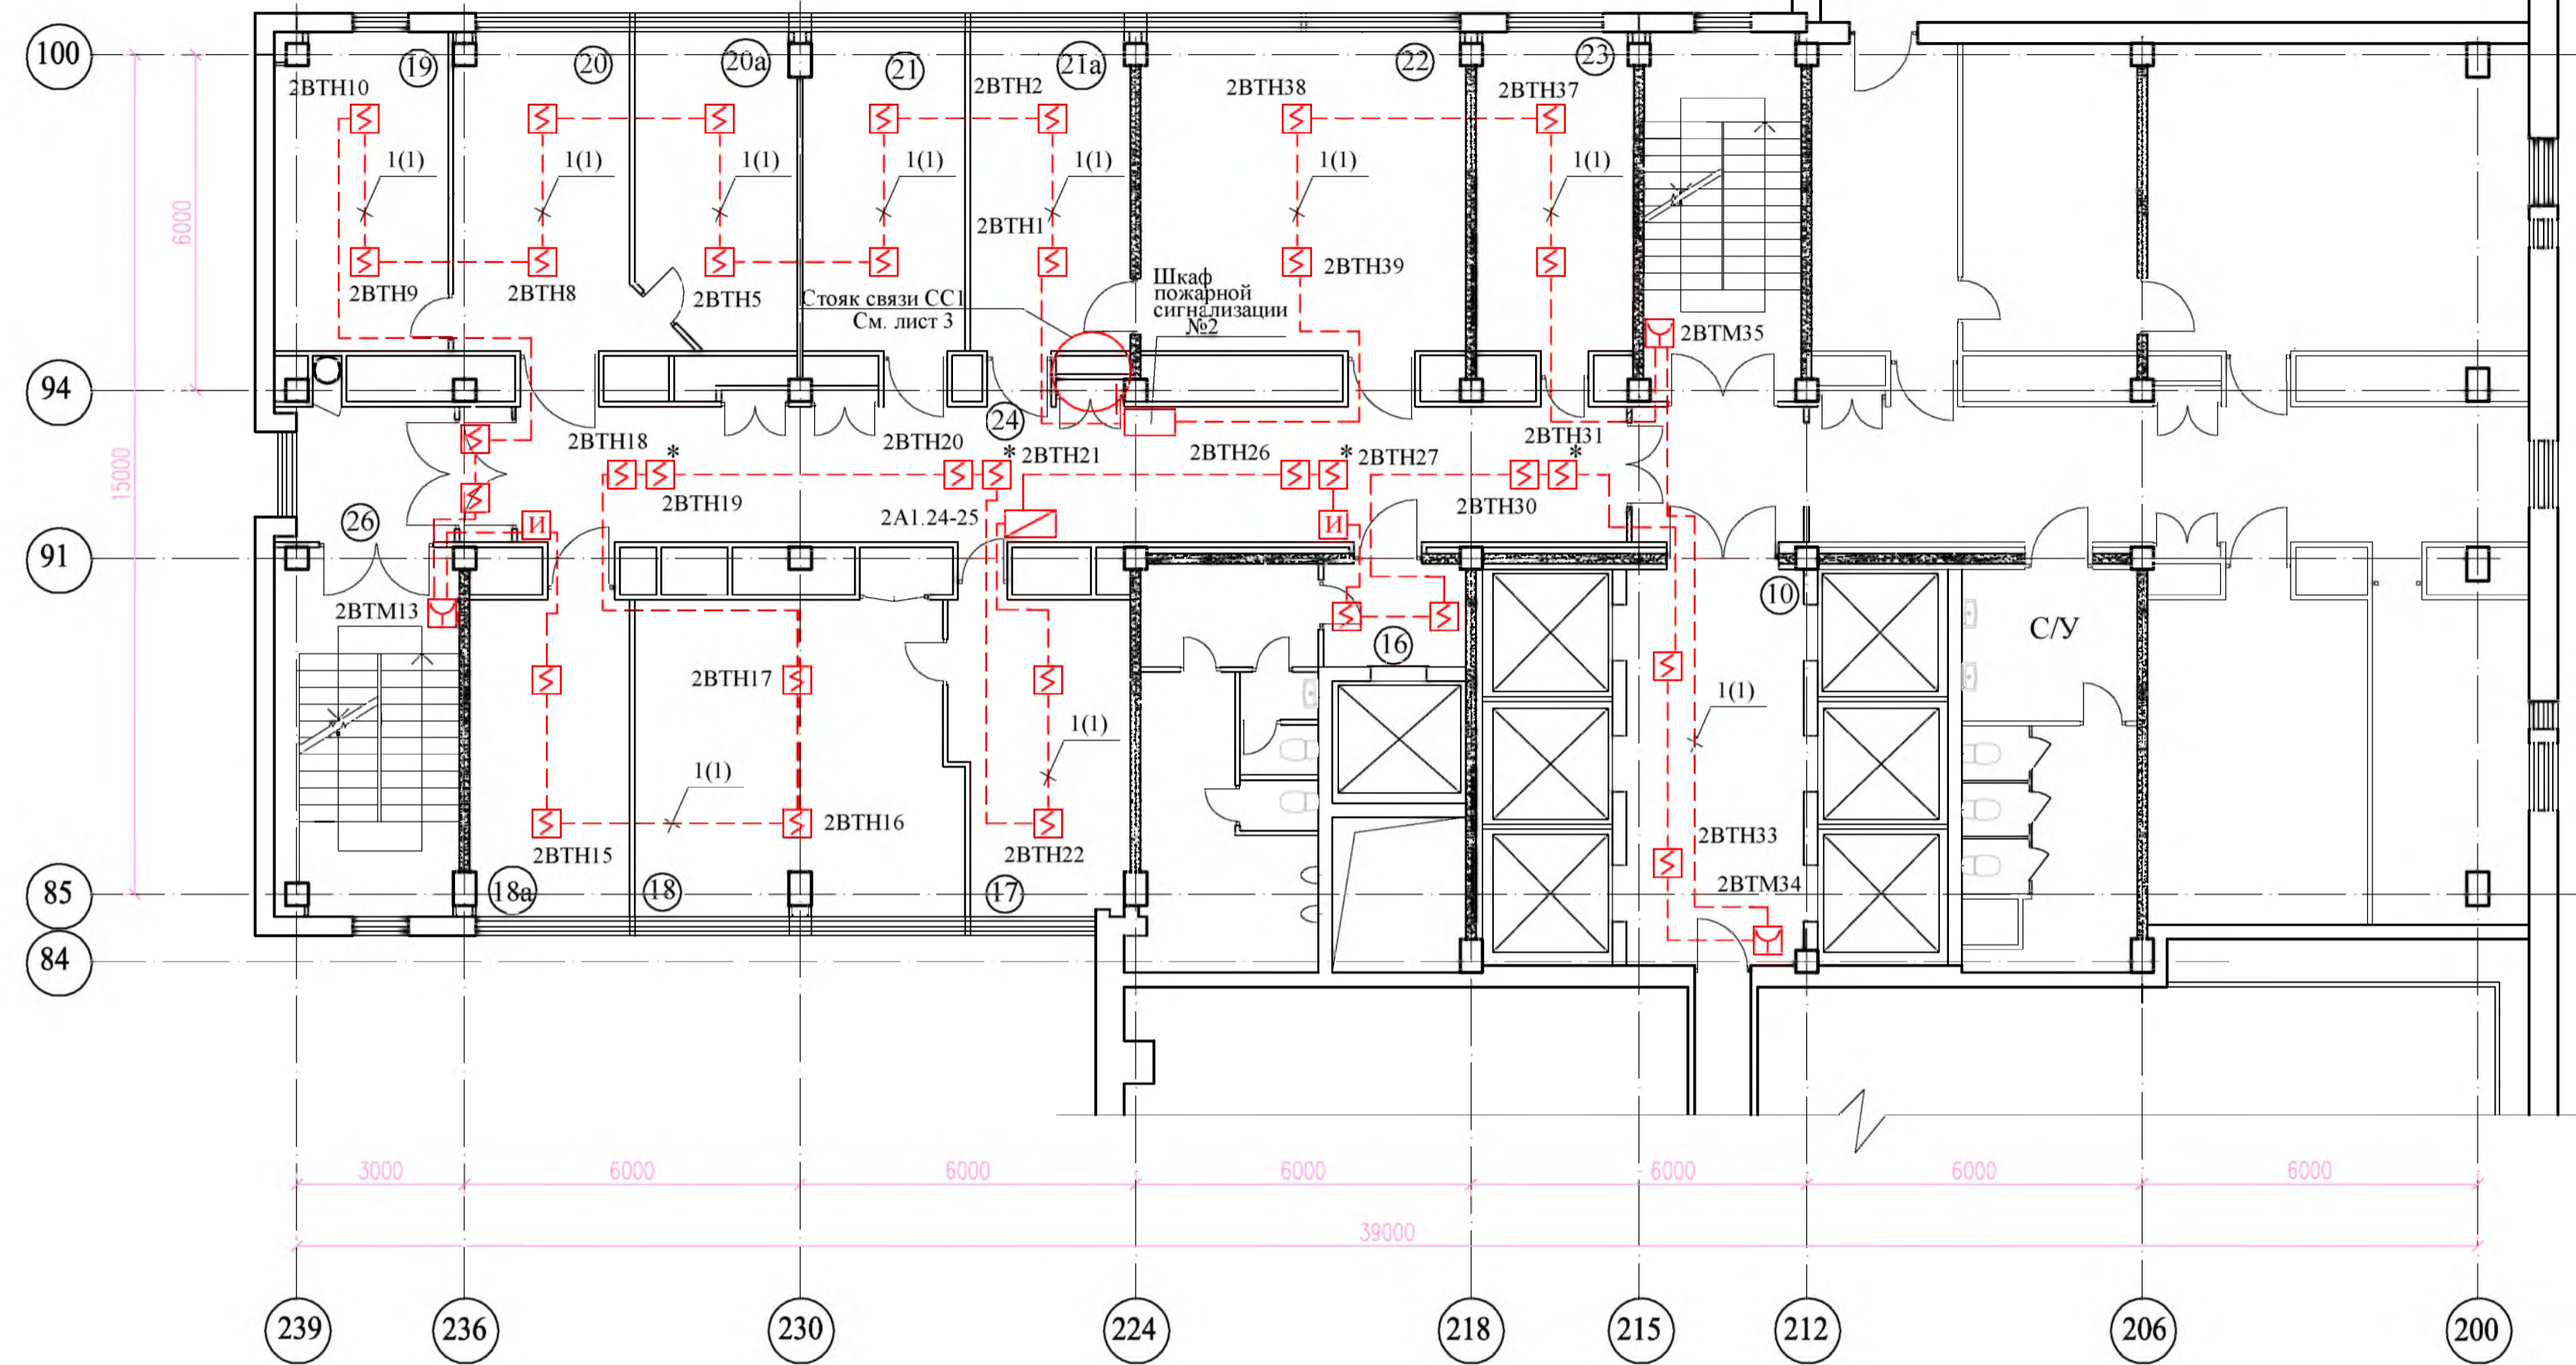 100
19
20
20а
21
21а
22
23
2ВТН10
2ВТН2
2ВТН38
2ВТН37
1(1)
1(1)
1(1)
1(1)
1(1)
1(1)
1(1)
6000
2ВТН1
2ВТН9
2ВТН8
2ВТН5
2ВТН39
Стояк связи СС1
См. лист 3
Шкаф
пожарной
сигнализации
№2
2ВТМ35
94
24
2ВТН18
*
2ВТН19
2ВТН20
*
2ВТН21
2ВТН26
*
2ВТН27
2ВТН31
*
2ВТН30
15000
2А1.24-25
26
И
И
91
2ВТМ13
10
16
С/У
2ВТН17
1(1)
1(1)
1(1)
2ВТН16
2ВТН15
2ВТН22
2ВТН33
2ВТМ34
85
18а
18
17
84
3000
6000
6000
6000
6000
6000
6000
39000
239
236
230
224
218
215
212
206
200